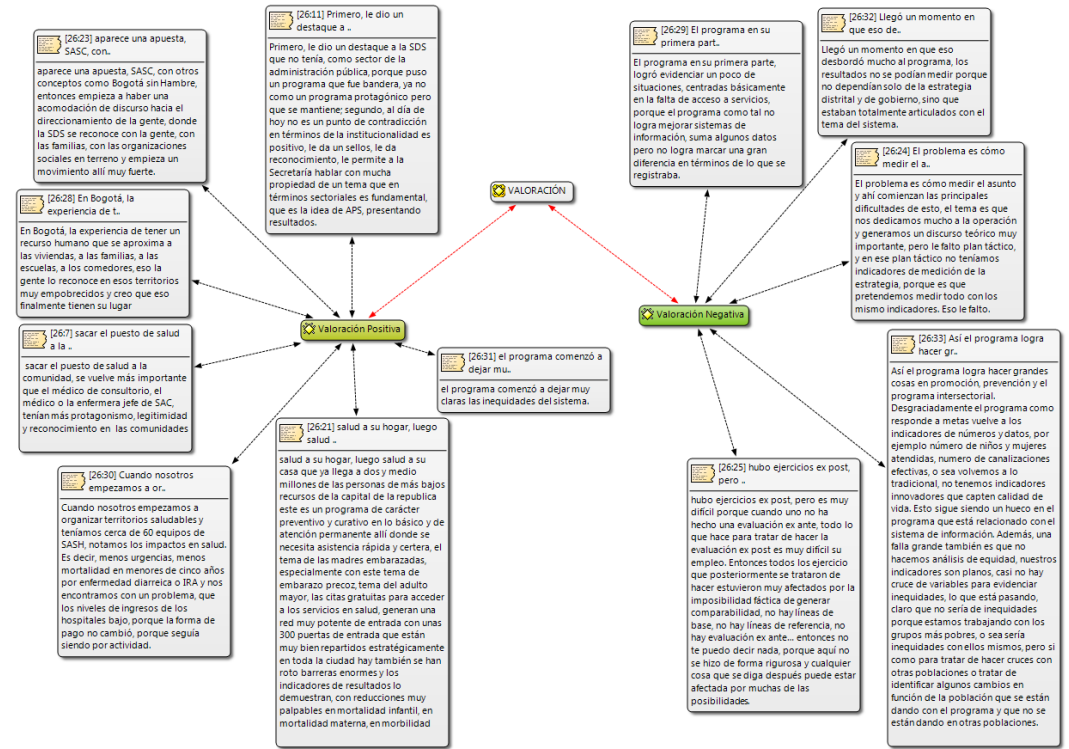 [26:23] aparece una apuesta,
SASC, con..
aparece una apuesta, SASC, con otros
conceptos como Bogotá sin Hambre,
entonces empieza a haber una
acomodación de discurso hacia el
direccionamiento de la gente, donde
la SDS se reconoce con la gente, con
las familias, con las organizaciones
sociales en terreno y empieza un
movimiento allí muy fuerte.
[26:11] Primero, le dio un
destaque a ..
Primero, le dio un destaque a la SDS
que no tenía, como sector de la
administración pública, porque puso
un programa que fue bandera, ya no
como un programa protagónico pero
que se mantiene; segundo, al día de
hoy no es un punto de contradicción
en términos de la institucionalidad es
positivo, le da un sellos, le da
reconocimiento, le permite a la
Secretaría hablar con mucha
propiedad de un tema que en
términos sectoriales es fundamental,
que es la idea de APS, presentando
resultados.
[26:29] El programa en su
primera part..
El programa en su primera parte,
logró evidenciar un poco de
situaciones, centradas básicamente
en la falta de acceso a servicios,
porque el programa como tal no
logra mejorar sistemas de
información, suma algunos datos
pero no logra marcar una gran
diferencia en términos de lo que se
registraba.
[26:32] Llegó un momento en
que eso de..
Llegó un momento en que eso
desbordó mucho al programa, los
resultados no se podían medir porque
no dependían solo de la estrategia
distrital y de gobierno, sino que
estaban totalmente articulados con el
tema del sistema.
[26:24] El problema es cómo
medir el a..
El problema es cómo medir el asunto
y ahí comienzan las principales
dificultades de esto, el tema es que
nos dedicamos mucho a la operación
y generamos un discurso teórico muy
importante, pero le falto plan táctico,
y en ese plan táctico no teníamos
indicadores de medición de la
estrategia, porque es que
pretendemos medir todo con los
mismo indicadores. Eso le falto.
VALORACIÓN
[26:28] En Bogotá, la
experiencia de t..
En Bogotá, la experiencia de tener un
recurso humano que se aproxima a
las viviendas, a las familias, a las
escuelas, a los comedores, eso la
gente lo reconoce en esos territorios
muy empobrecidos y creo que eso
finalmente tienen su lugar
Valoración Positiva
Valoración Negativa
[26:7] sacar el puesto de salud
a la ..
sacar el puesto de salud a la
comunidad, se vuelve más importante
que el médico de consultorio, el
médico o la enfermera jefe de SAC,
tenían más protagonismo, legitimidad
y reconocimiento en las comunidades
[26:31] el programa comenzó a
dejar mu..
el programa comenzó a dejar muy
claras las inequidades del sistema.
[26:33] Así el programa logra
hacer gr..
Así el programa logra hacer grandes
cosas en promoción, prevención y el
programa intersectorial.
Desgraciadamente el programa como
responde a metas vuelve a los
indicadores de números y datos, por
ejemplo número de niños y mujeres
atendidas, numero de canalizaciones
efectivas, o sea volvemos a lo
tradicional, no tenemos indicadores
innovadores que capten calidad de
vida. Esto sigue siendo un hueco en el
programa que está relacionado con el
sistema de información. Además, una
falla grande también es que no
hacemos análisis de equidad, nuestros
indicadores son planos, casi no hay
cruce de variables para evidenciar
inequidades, lo que está pasando,
claro que no sería de inequidades
porque estamos trabajando con los
grupos más pobres, o sea sería
inequidades con ellos mismos, pero si
como para tratar de hacer cruces con
otras poblaciones o tratar de
identificar algunos cambios en
función de la población que se están
dando con el programa y que no se
están dando en otras poblaciones.
[26:21] salud a su hogar, luego
salud ..
salud a su hogar, luego salud a su
casa que ya llega a dos y medio
millones de las personas de más bajos
recursos de la capital de la republica
este es un programa de carácter
preventivo y curativo en lo básico y de
atención permanente allí donde se
necesita asistencia rápida y certera, el
tema de las madres embarazadas,
especialmente con este tema de
embarazo precoz, tema del adulto
mayor, las citas gratuitas para acceder
a los servicios en salud, generan una
red muy potente de entrada con unas
300 puertas de entrada que están
muy bien repartidos estratégicamente
en toda la ciudad hay también se han
roto barreras enormes y los
indicadores de resultados lo
demuestran, con reducciones muy
palpables en mortalidad infantil, en
mortalidad materna, en morbilidad
[26:30] Cuando nosotros
empezamos a or..
Cuando nosotros empezamos a
organizar territorios saludables y
teníamos cerca de 60 equipos de
SASH, notamos los impactos en salud.
Es decir, menos urgencias, menos
mortalidad en menores de cinco años
por enfermedad diarreica o IRA y nos
encontramos con un problema, que
los niveles de ingresos de los
hospitales bajo, porque la forma de
pago no cambió, porque seguía
siendo por actividad.
[26:25] hubo ejercicios ex post,
pero ..
hubo ejercicios ex post, pero es muy
difícil porque cuando uno no ha
hecho una evaluación ex ante, todo lo
que hace para tratar de hacer la
evaluación ex post es muy difícil su
empleo. Entonces todos los ejercicio
que posteriormente se trataron de
hacer estuvieron muy afectados por la
imposibilidad fáctica de generar
comparabilidad, no hay líneas de
base, no hay líneas de referencia, no
hay evaluación ex ante... entonces no
te puedo decir nada, porque aquí no
se hizo de forma rigurosa y cualquier
cosa que se diga después puede estar
afectada por muchas de las
posibilidades.